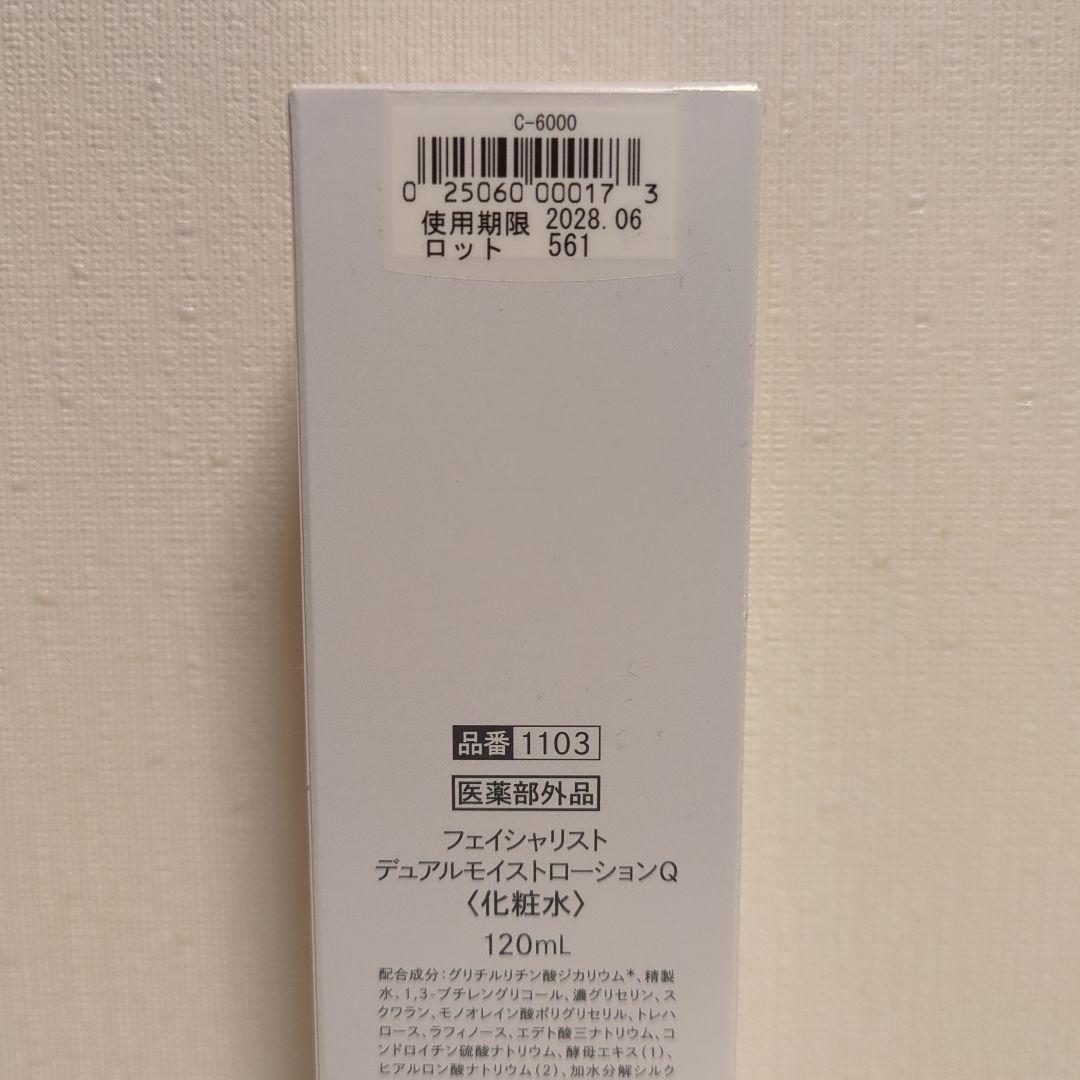 C-6000
0 25060 00017 3
使用期限 2028.06
ロット 561
品番 1103
医薬部外品
フェイシャリスト
デュアルモイストローションQ
〈化粧水〉
120mL
配合成分：グリチルリチン酸ジカリウム*、精製
水、1,3-ブチレングリコール、濃グリセリン、ス
クワラン、モノオレイン酸ポリグリセリル、トレハ
ロース、ラフィノース、エデト酸三ナトリウム、コ
ンドロイチン硫酸ナトリウム、酵母エキス(1)、
ヒアルロン酸ナトリウム(2)、加水分解シルク